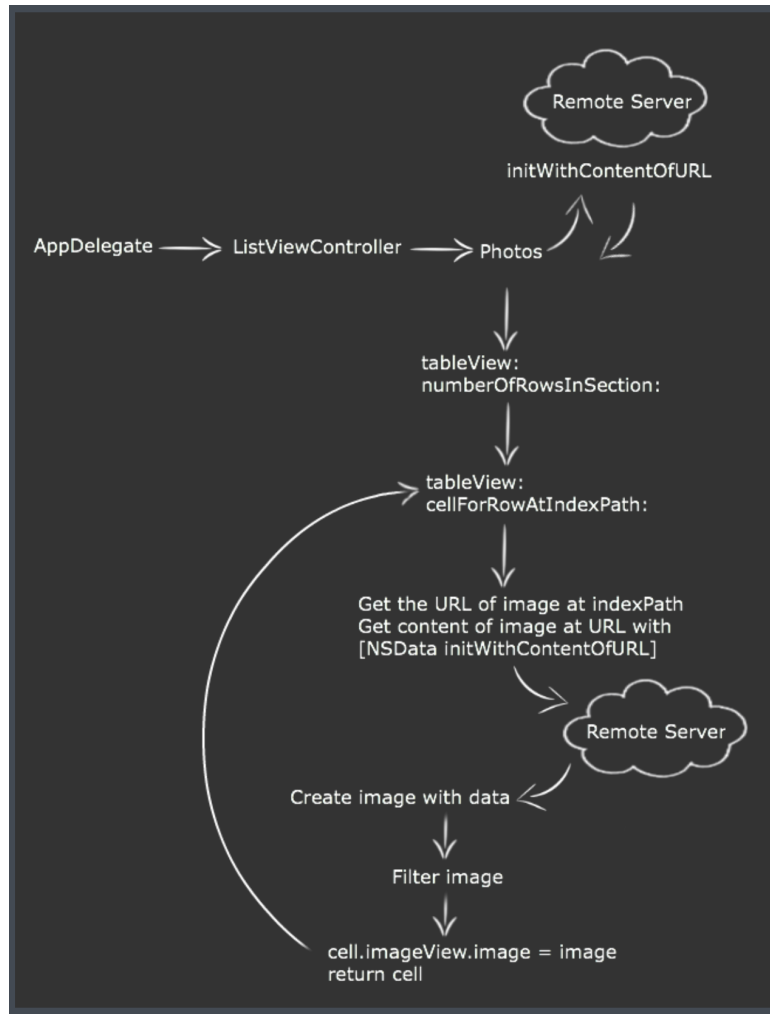 Remote Server
initWithContentOfURL
AppDelegate
ListViewController
Photos
tableView:
numberOfRowsInSection:
tableView:
cellForRowAtIndexPath:
Get the URL of image at indexPath
Get content of image at URL with
[NSData initWithContentOfURL]
Remote Server
Create image with data
Filter image
cell.imageView.image = image
return cell